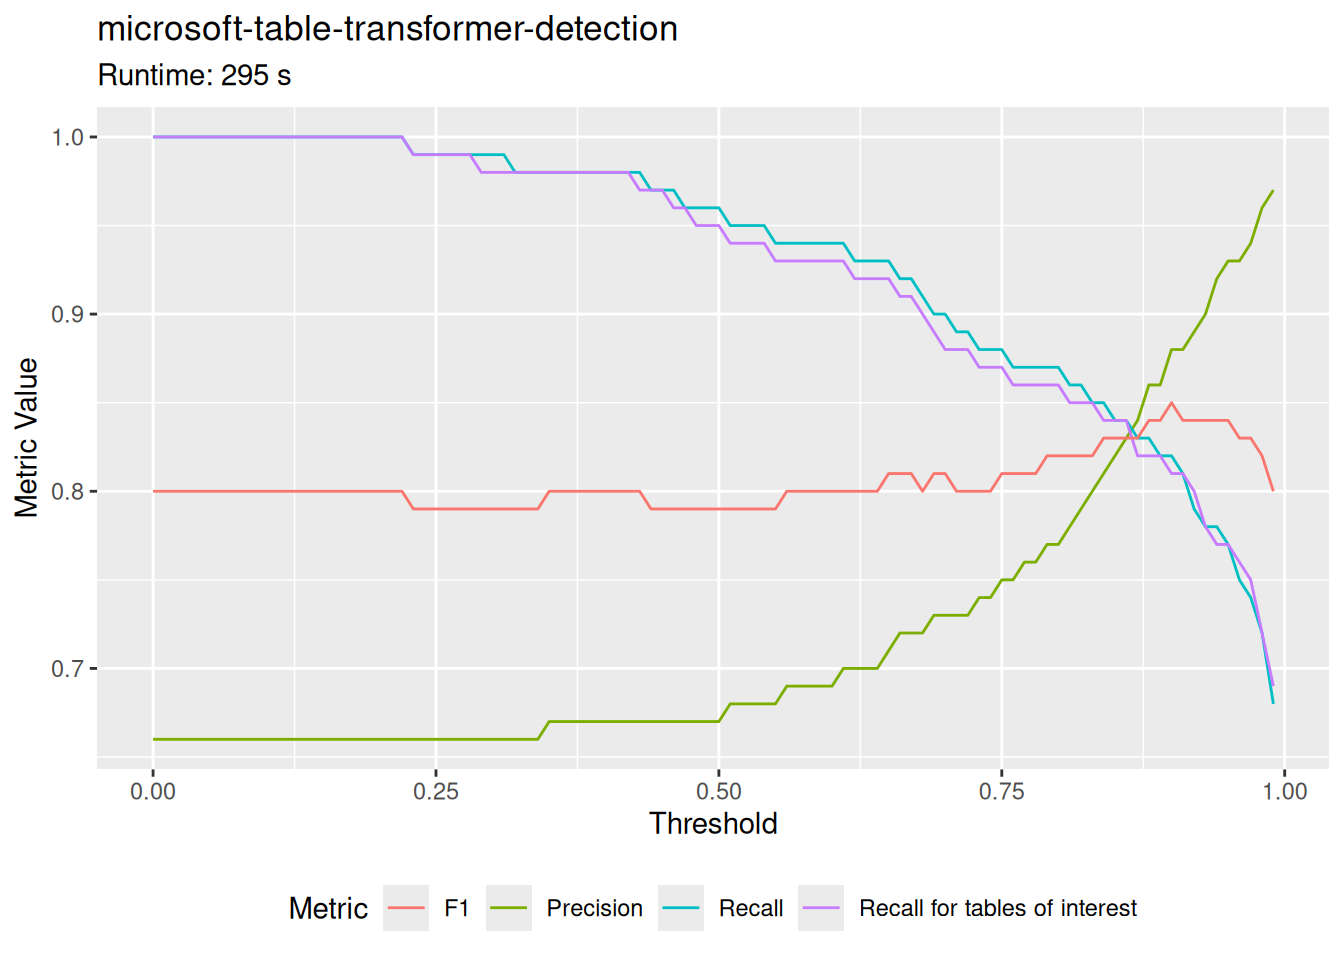 microsoft-table-transformer-detection
Runtime: 295 s
Metric Value
1.0
0.9
0.8
0.7
0.00 0.25 0.50 0.75 1.00
Threshold
Metric F1 Precision Recall Recall for tables of interest